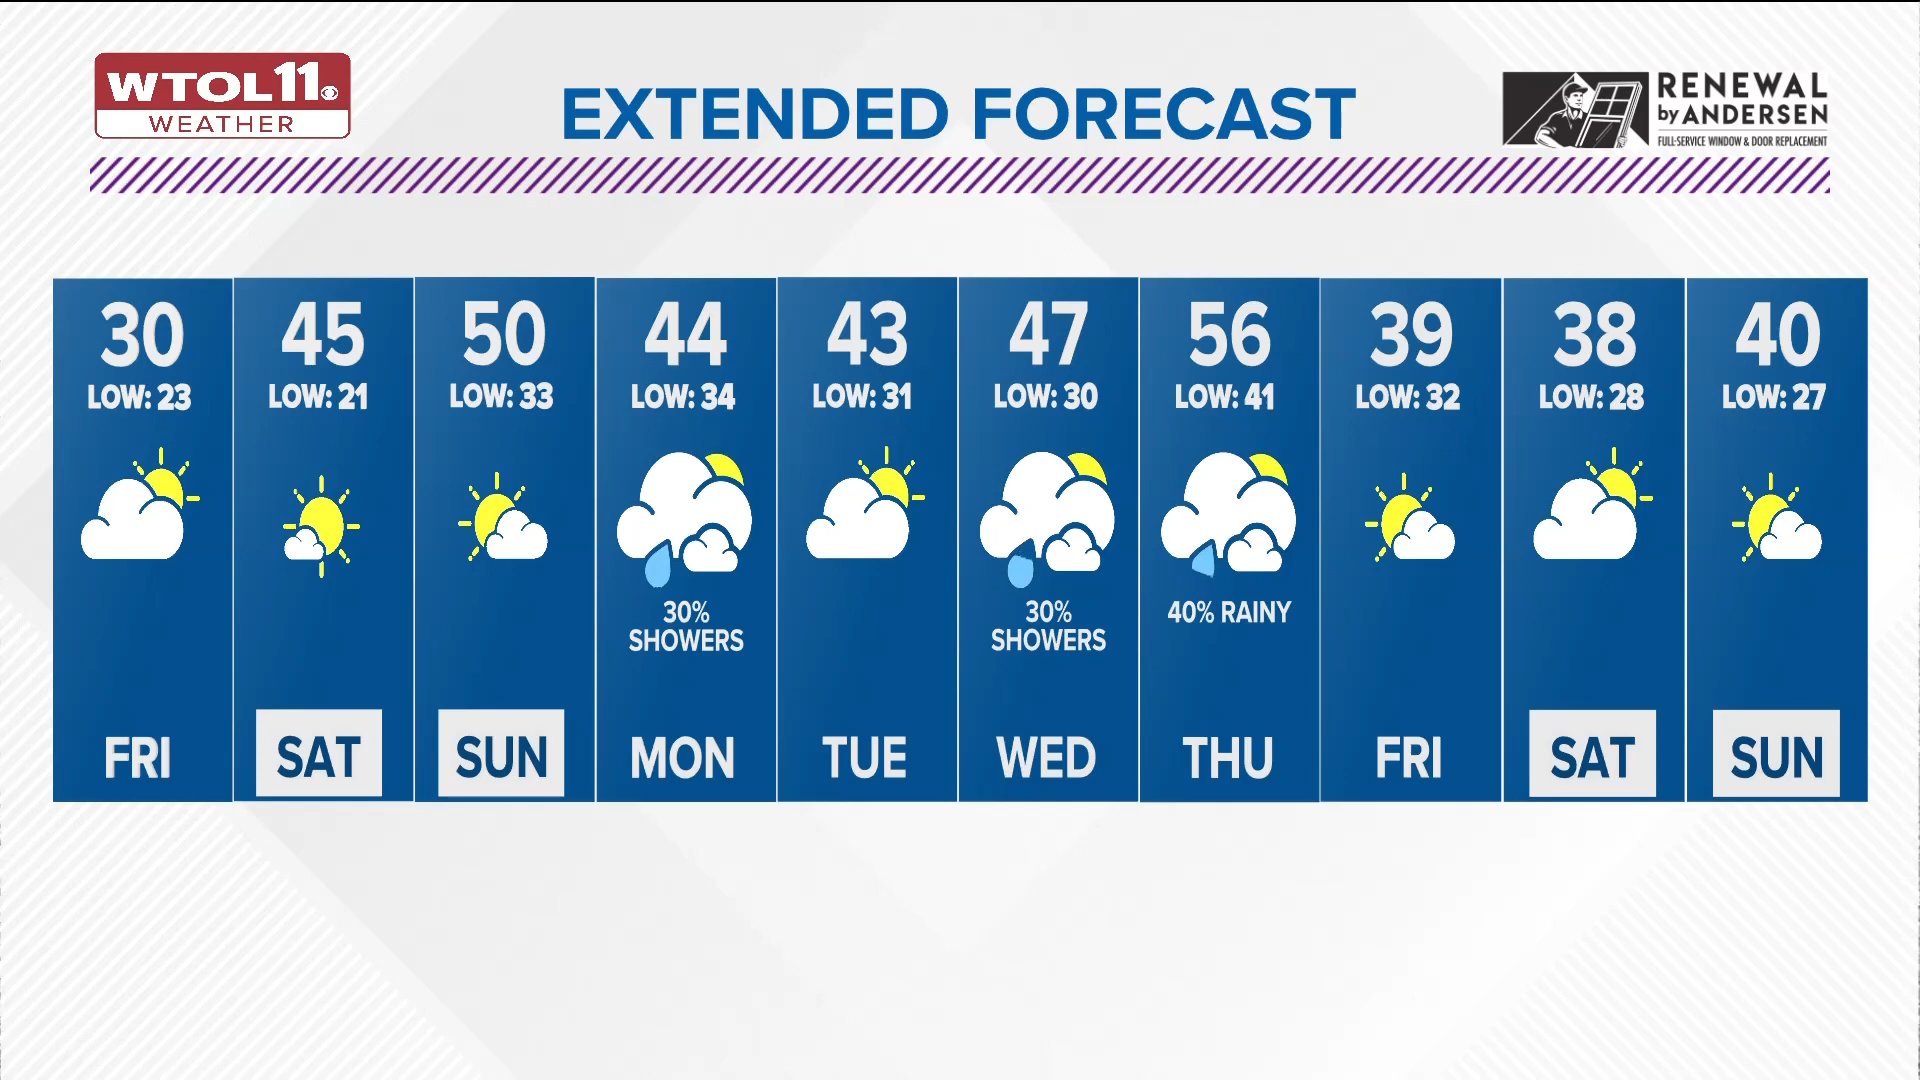 WTOL11
WEATHER
EXTENDED FORECAST
RENEWAL
by ANDERSEN
FULL-SERVICE WINDOW & DOOR REPLACEMENT
30
LOW: 23
FRI
45
LOW: 21
SAT
50
LOW: 33
SUN
44
LOW: 34
30%
SHOWERS
MON
43
LOW: 31
TUE
47
LOW: 30
30%
SHOWERS
WED
56
LOW: 41
40% RAINY
THU
39
LOW: 32
FRI
38
LOW: 28
SAT
40
LOW: 27
SUN